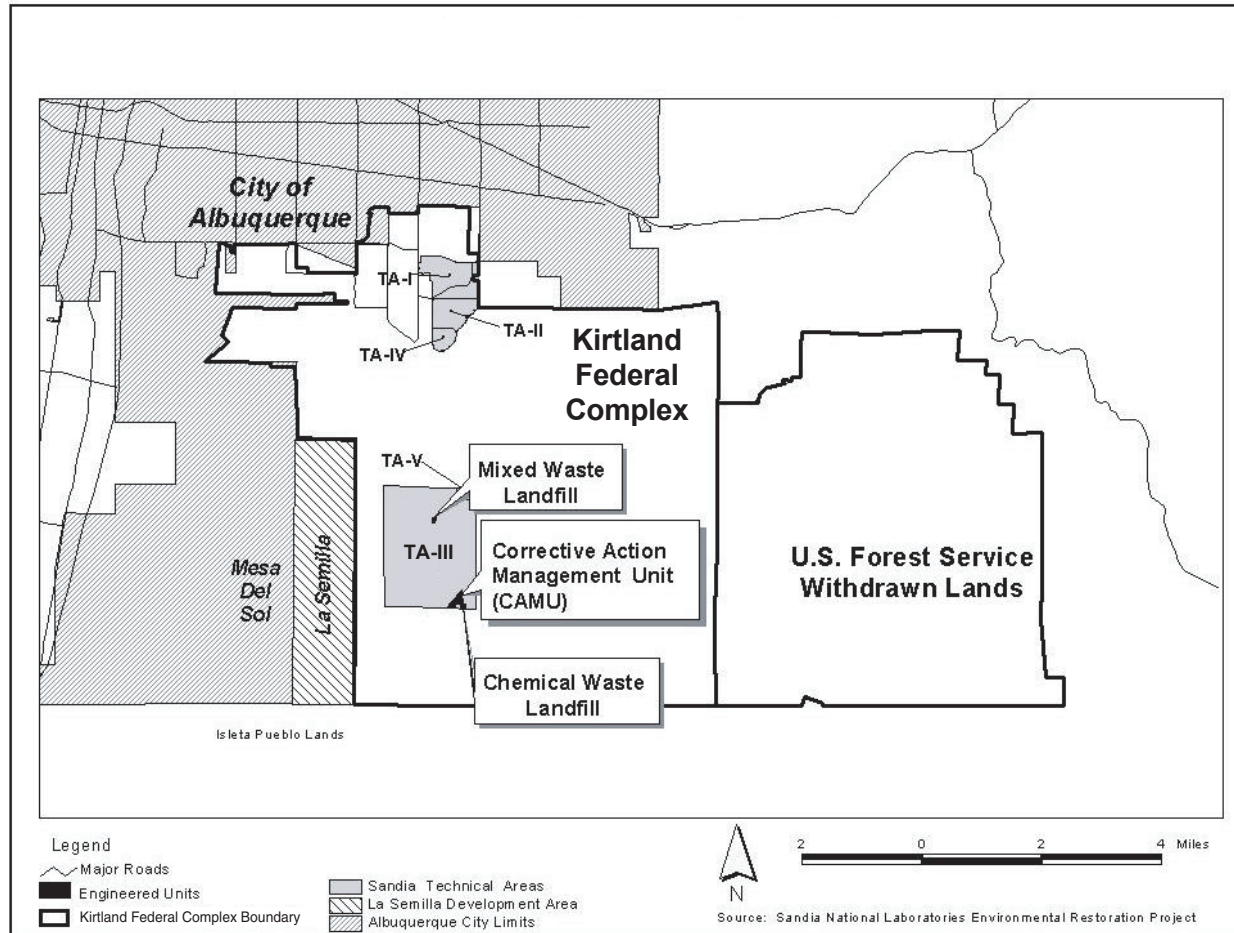 City of
Albuquerque
TA-I
TA-II
TA-IV
Kirtland
Federal
Complex
TA-V
Mixed Waste
Landfill
TA-III
Corrective Action
Management Unit
(CAMU)
U.S. Forest Service
Withdrawn Lands
Mesa
Del
Sol
La Semilla
Chemical Waste
Landfill
Isleta Pueblo Lands
Legend
Major Roads
Engineered Units
Kirtland Federal Complex Boundary
Sandia Technical Areas
La Semilla Development Area
Albuquerque City Limits
N
2 0 2 4 Miles
Source: Sandia National Laboratories Environmental Restoration Project